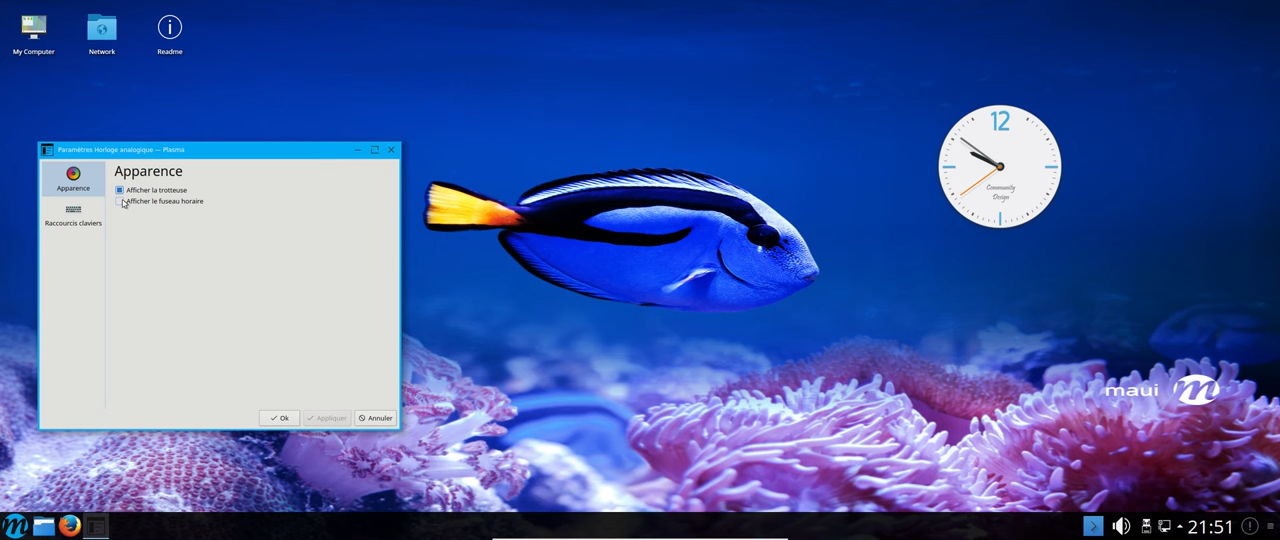 My Computer
Network
Readme
Paramètres Horloge analogique — Plasma
Apparence
Apparence
Afficher la trotteuse
Afficher le fuseau horaire
Raccourcis claviers
Ok
Appliquer
Annuler
12
Community
Design
maui
21:51